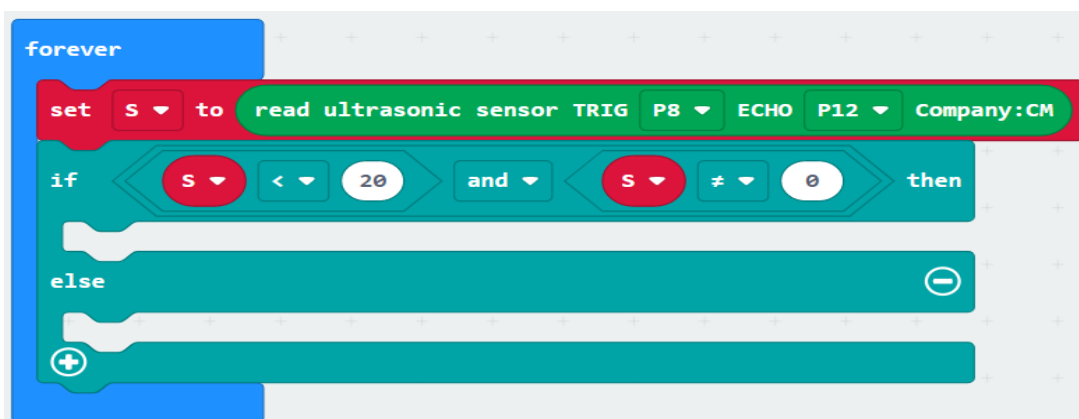 forever
set S to read ultrasonic sensor TRIG P8 ECHO P12 Company:CM
if S < 20 and S ≠ 0 then
else